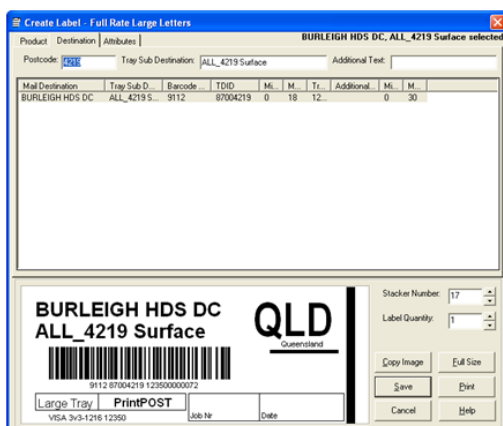 Create Label - Full Rate Large Letters
Product Destination Attributes BURLEIGH HDS DC, ALL_4219 Surface selected
Postcode: 4219 Tray Sub Destination: ALL_4219 Surface Additional Text:
Mail Destination Tray Sub D... Barcode ... TDID Mi... M... Tr... Additional... Mi... M...
BURLEIGH HDS DC ALL_4219 S... 9112 87004219 0 18 12... 0 30
BURLEIGH HDS DC QLD
ALL_4219 Surface Queensland
9112 87004219 123500000072
Large Tray PrintPOST
VISA 3v3-1216 12350 Job Nr Date
Stacker Number: 17
Label Quantity: 1
Copy Image Full Size
Save Print
Cancel Help